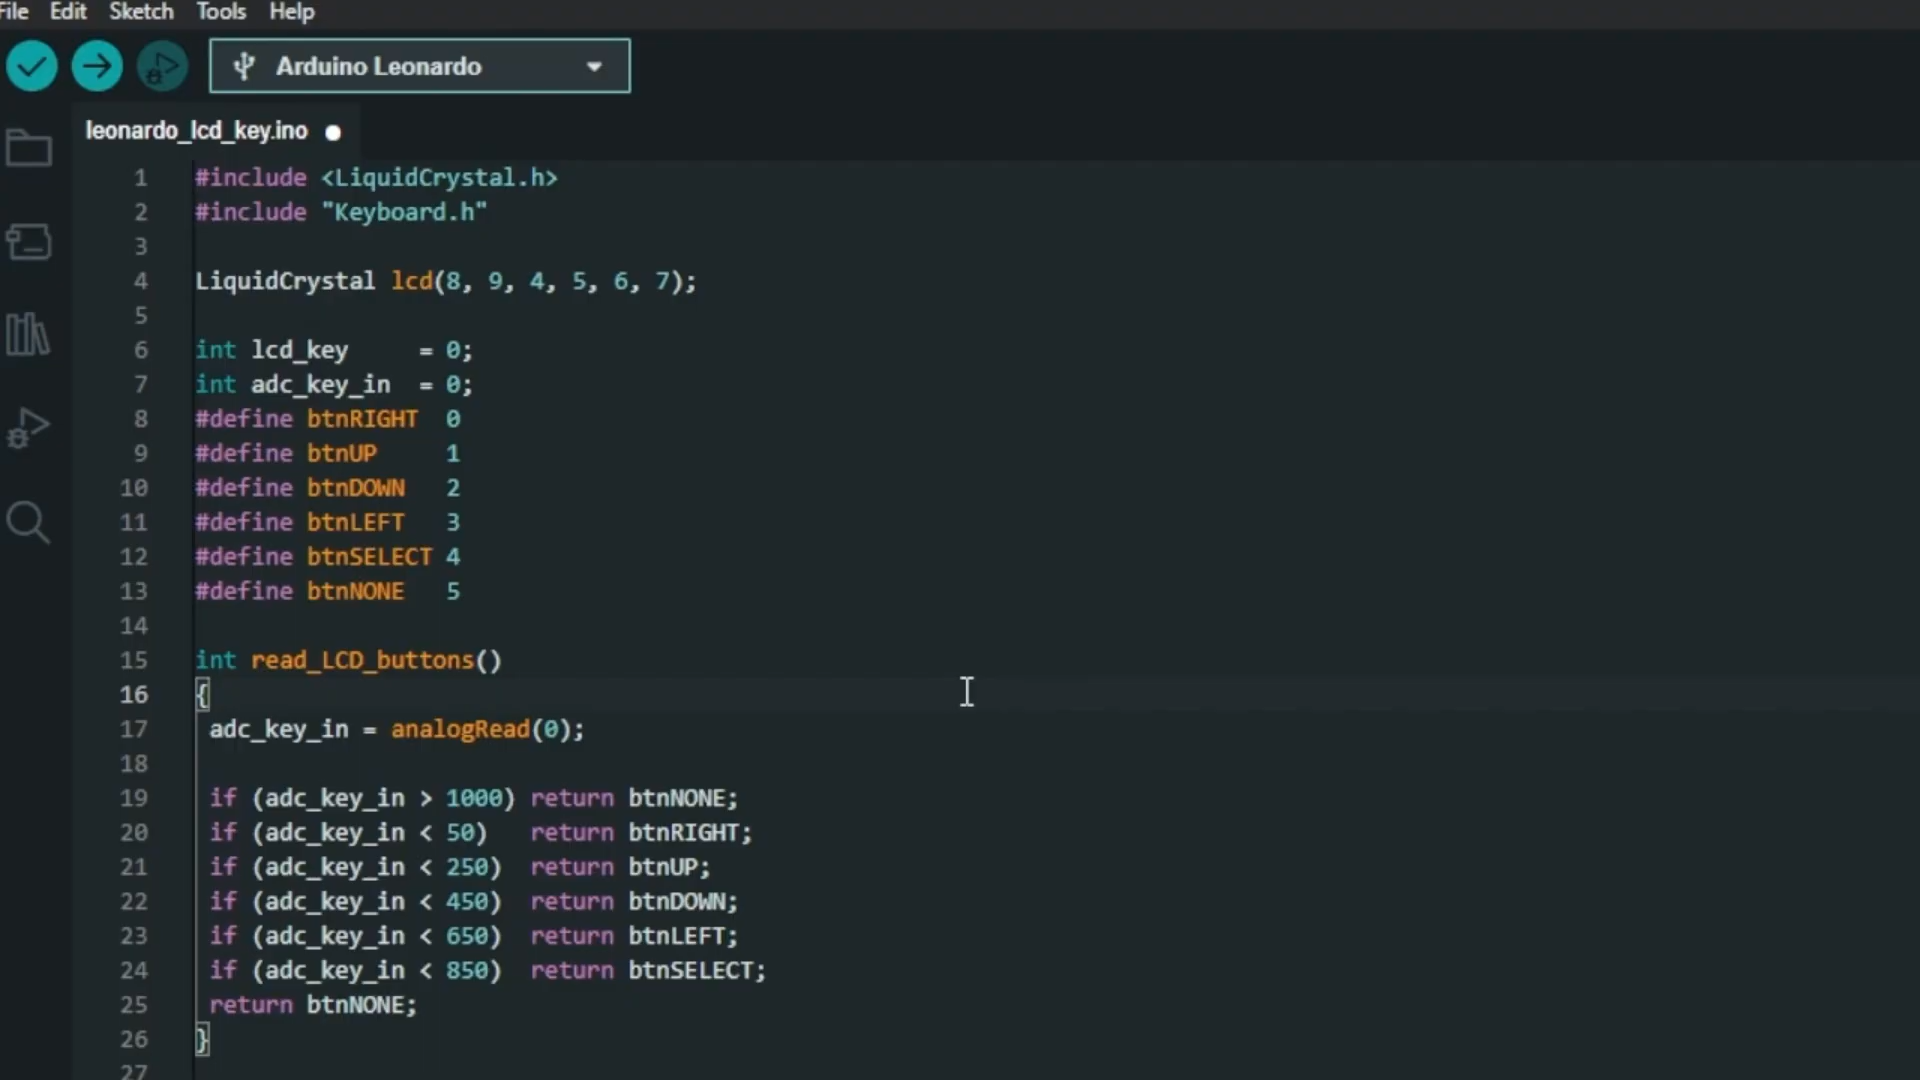 File Edit Sketch Tools Help
Arduino Leonardo
leonardo_lcd_key.ino
1 #include <LiquidCrystal.h>
2 #include "Keyboard.h"
3
4 LiquidCrystal lcd(8, 9, 4, 5, 6, 7);
5
6 int lcd_key     = 0;
7 int adc_key_in  = 0;
8 #define btnRIGHT  0
9 #define btnUP     1
10 #define btnDOWN   2
11 #define btnLEFT   3
12 #define btnSELECT 4
13 #define btnNONE   5
14
15 int read_LCD_buttons()
16 {
17  adc_key_in = analogRead(0);
18
19  if (adc_key_in > 1000) return btnNONE;
20  if (adc_key_in < 50)   return btnRIGHT;
21  if (adc_key_in < 250)  return btnUP;
22  if (adc_key_in < 450)  return btnDOWN;
23  if (adc_key_in < 650)  return btnLEFT;
24  if (adc_key_in < 850)  return btnSELECT;
25  return btnNONE;
26 }
27